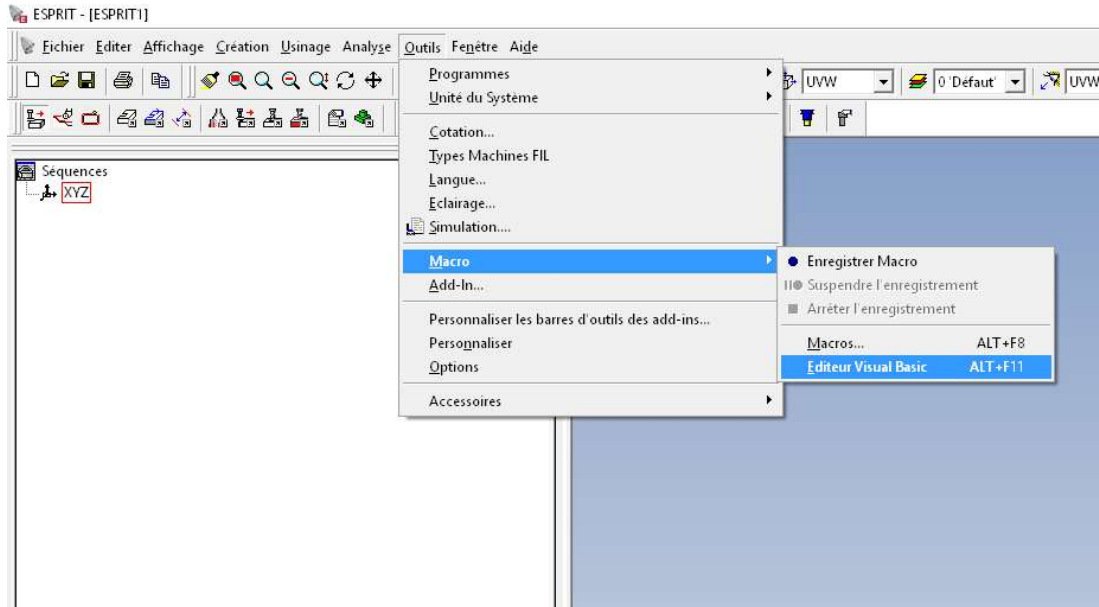 ESPRIT - [ESPRIT1]
Fichier Editer Affichage Création Usinage Analyse Outils Fenêtre Aide
UVW 0 'Défaut' UVW
Séquences
XYZ
Programmes
Unité du Système
Cotation...
Types Machines FIL
Langue...
Eclairage...
Simulation....
Macro
Add-In...
Personnaliser les barres d'outils des add-ins...
Personnaliser
Options
Accessoires
Enregistrer Macro
Suspendre l'enregistrement
Arréter l'enregistrement
Macros... ALT+F8
Editeur Visual Basic ALT+F11